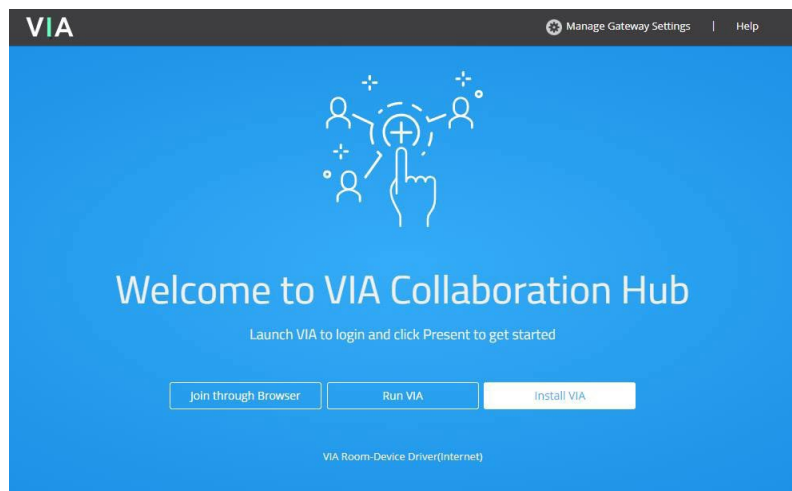 VIA
Manage Gateway Settings | Help
Welcome to VIA Collaboration Hub
Launch VIA to login and click Present to get started
Join through Browser
Run VIA
Install VIA
VIA Room-Device Driver(Internet)